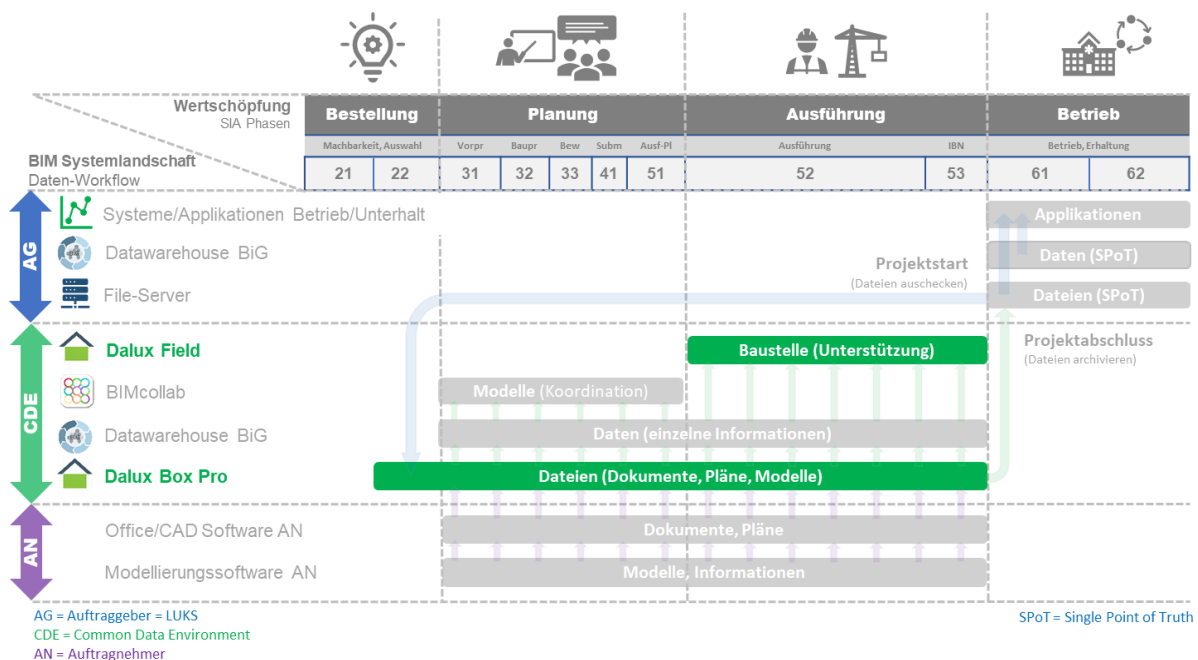 Wertschöpfung
SIA Phasen
BIM Systemlandschaft
Daten-Workflow
Bestellung Planung Ausführung Betrieb
Machbarkeit, Auswahl Vorpr Baupr Bew Subm Ausf-Pl Ausführung IBN Betrieb, Erhaltung
21 22 31 32 33 41 51 52 53 61 62
AG
Systeme/Applikationen Betrieb/Unterhalt Applikationen
Datawarehouse BiG Daten (SPoT)
Projektstart
(Dateien auschecken)
File-Server Dateien (SPoT)
CDE
Dalux Field Baustelle (Unterstützung)
Projektabschluss
(Dateien archivieren)
BIMcollab Modelle (Koordination)
Datawarehouse BiG Daten (einzelne Informationen)
Dalux Box Pro Dateien (Dokumente, Pläne, Modelle)
AN
Office/CAD Software AN Dokumente, Pläne
Modellierungssoftware AN Modelle, Informationen
AG = Auftraggeber = LUKS
CDE = Common Data Environment
AN = Auftragnehmer
SPoT = Single Point of Truth